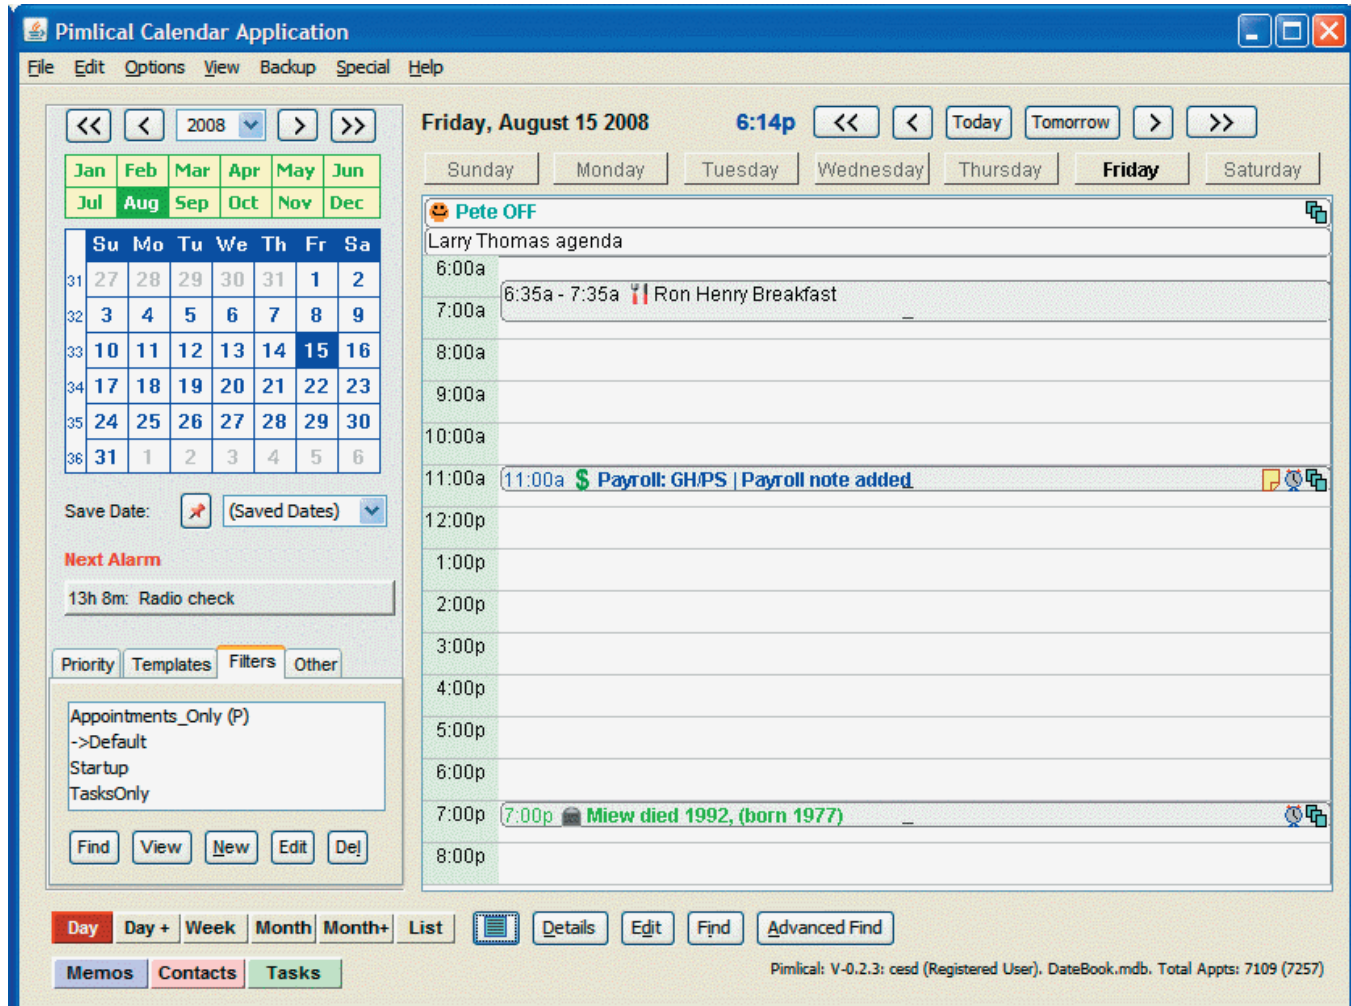 Pimlical Calendar Application
File Edit Options View Backup Special Help
<< < 2008 > >>
Jan Feb Mar Apr May Jun
Jul Aug Sep Oct Nov Dec
Su Mo Tu We Th Fr Sa
31 27 28 29 30 31 1 2
32 3 4 5 6 7 8 9
33 10 11 12 13 14 15 16
34 17 18 19 20 21 22 23
35 24 25 26 27 28 29 30
36 31 1 2 3 4 5 6
Save Date: (Saved Dates)
Next Alarm
13h 8m: Radio check
Priority Templates Filters Other
Appointments_Only (P)
->Default
Startup
TasksOnly
Find View New Edit Del
Friday, August 15 2008 6:14p << < Today Tomorrow > >>
Sunday Monday Tuesday Wednesday Thursday Friday Saturday
Pete OFF
Larry Thomas agenda
6:00a
6:35a - 7:35a Ron Henry Breakfast
7:00a
8:00a
9:00a
10:00a
11:00a 11:00a $ Payroll: GH/PS | Payroll note added
12:00p
1:00p
2:00p
3:00p
4:00p
5:00p
6:00p
7:00p 7:00p Miew died 1992, (born 1977)
8:00p
Day Day + Week Month Month+ List Details Edit Find Advanced Find
Memos Contacts Tasks
Pimlical: V-0.2.3: cesd (Registered User). DateBook.mdb. Total Appts: 7109 (7257)